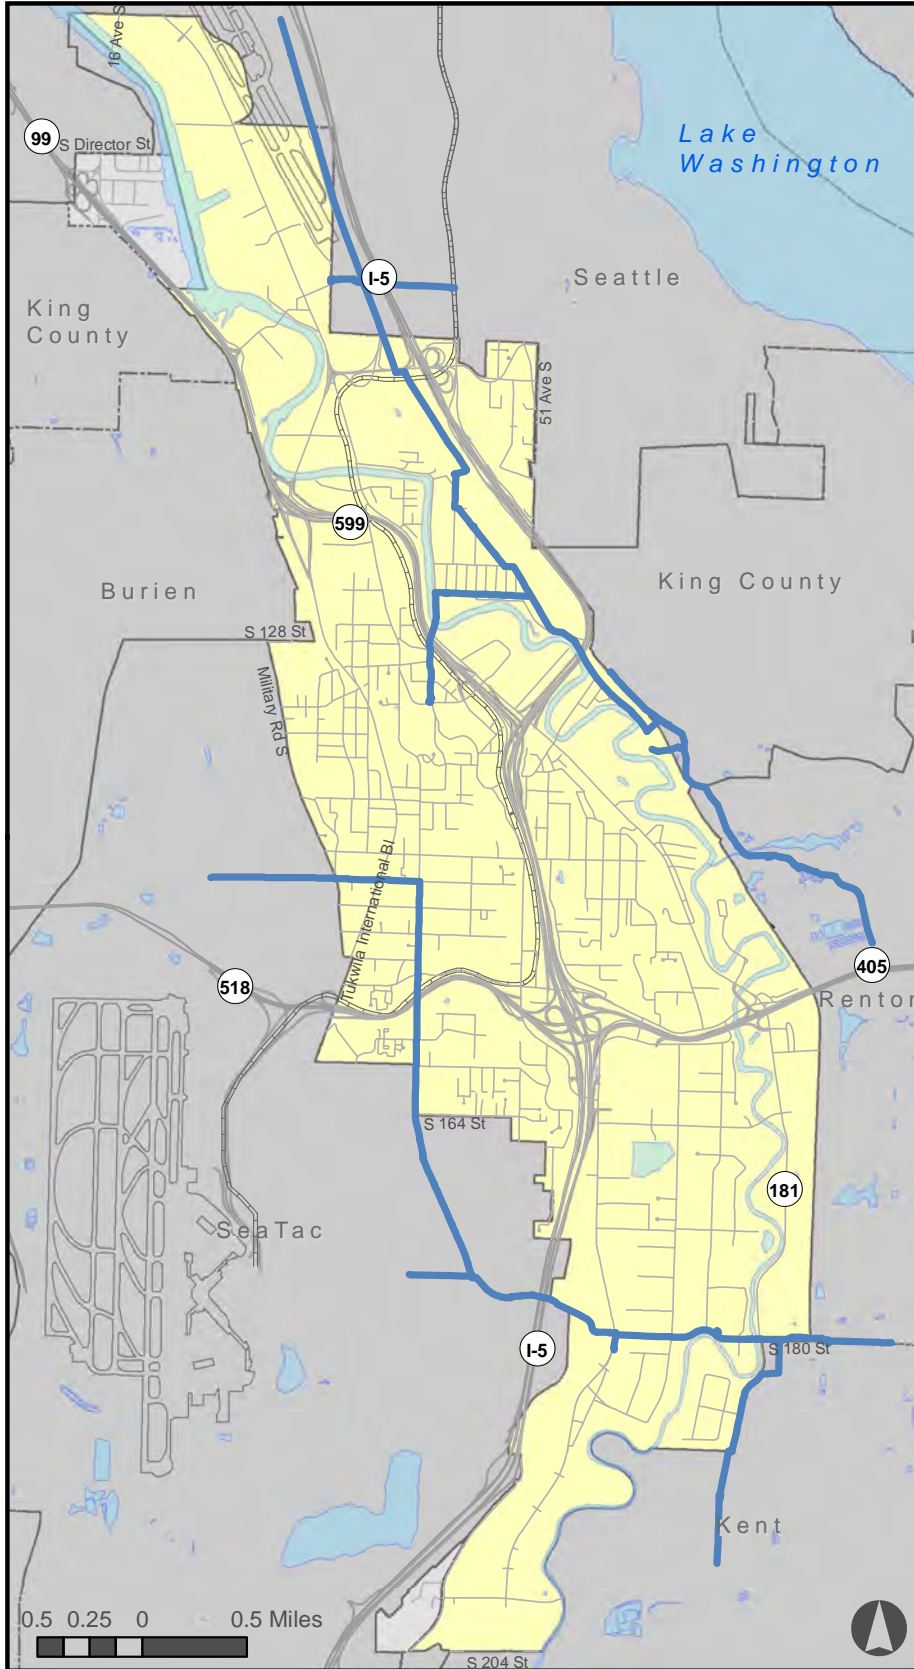 16 Ave S
99
S Director St
Lake
Washington
I-5
Seattle
King
County
51 Ave S
599
Burien
King County
S 128 St
Military Rd S
Tukwila International Bl
518
405
Renton
S 164 St
181
SeaTac
I-5
S 180 St
Kent
0.5 0.25 0 0.5 Miles
S 204 St